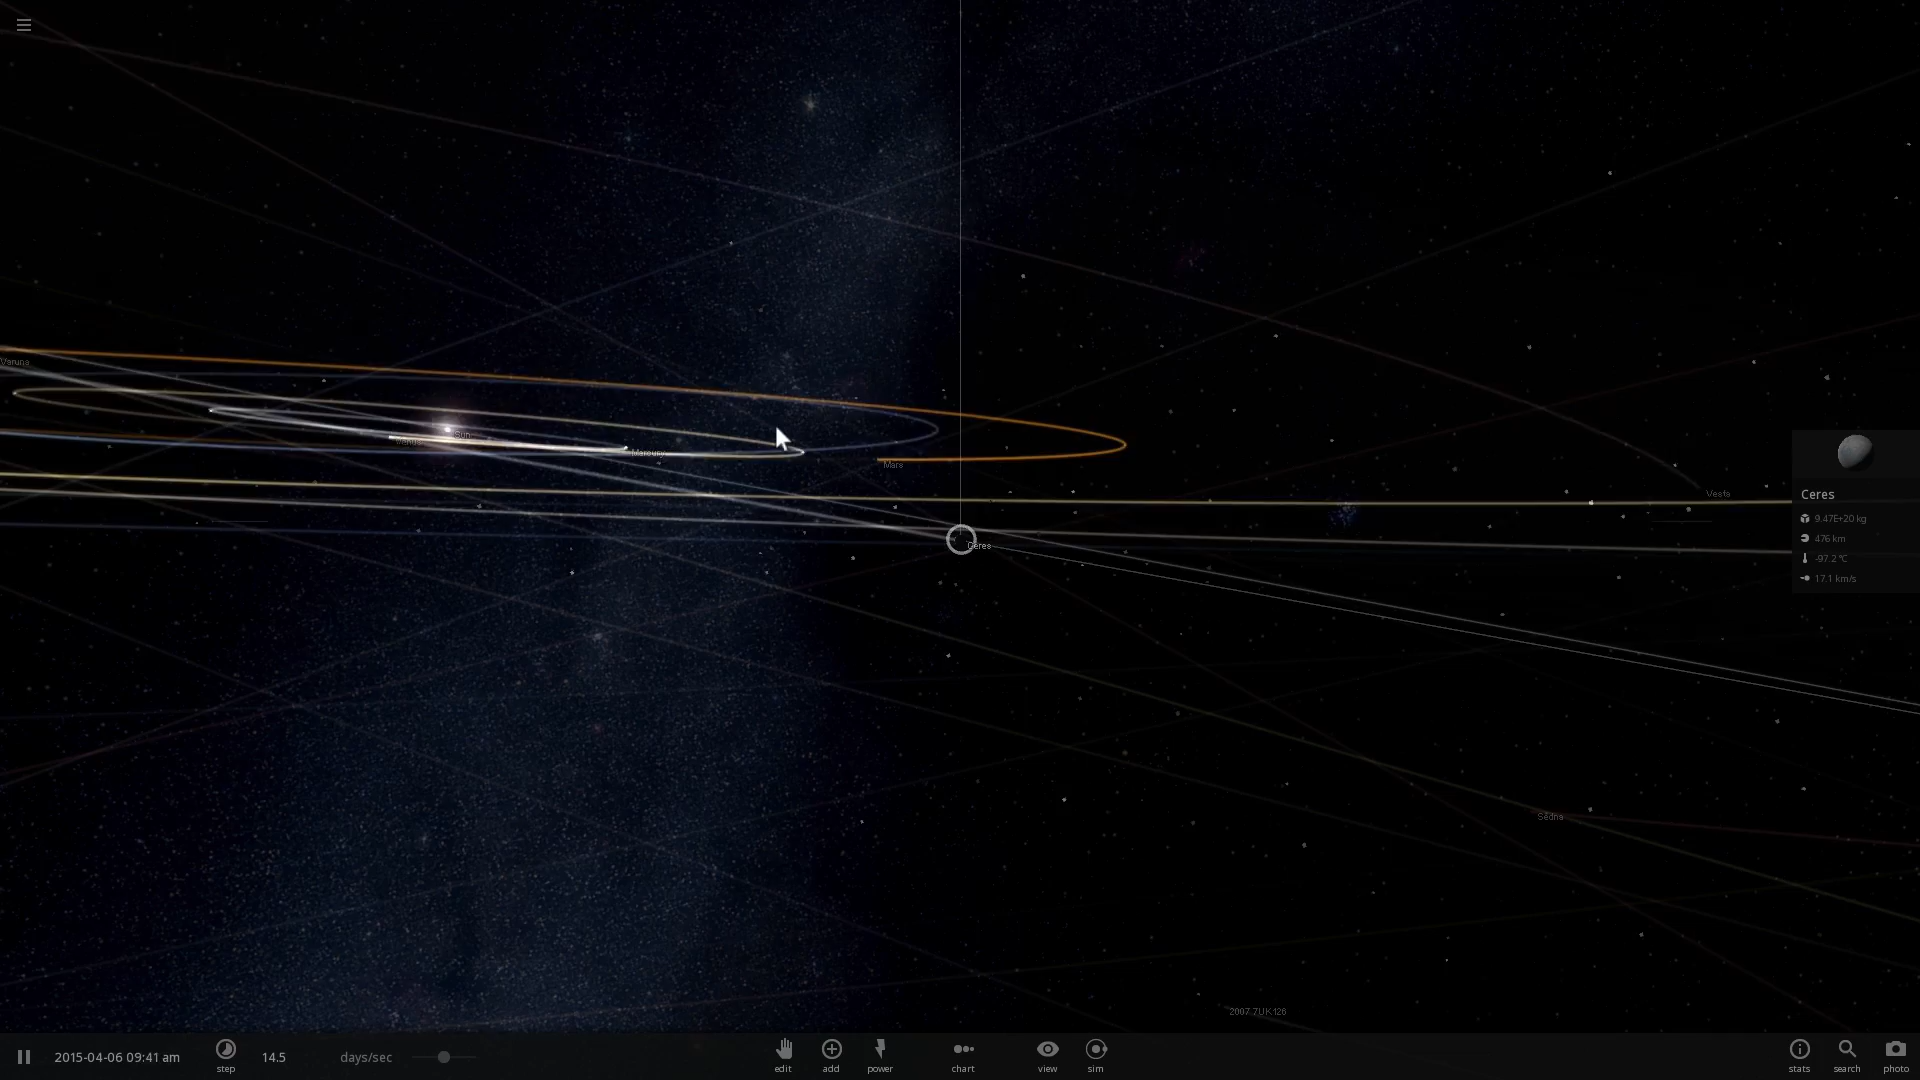 Varuna
Venus
Sun
Mercury
Mars
Vesta
Ceres
Ceres
9.47E+20 kg
476 km
-97.2 °C
17.1 km/s
Sedna
2007 7UK126
2015-04-06 09:41 am
step
14.5
days/sec
edit
add
power
chart
view
sim
stats
search
photo